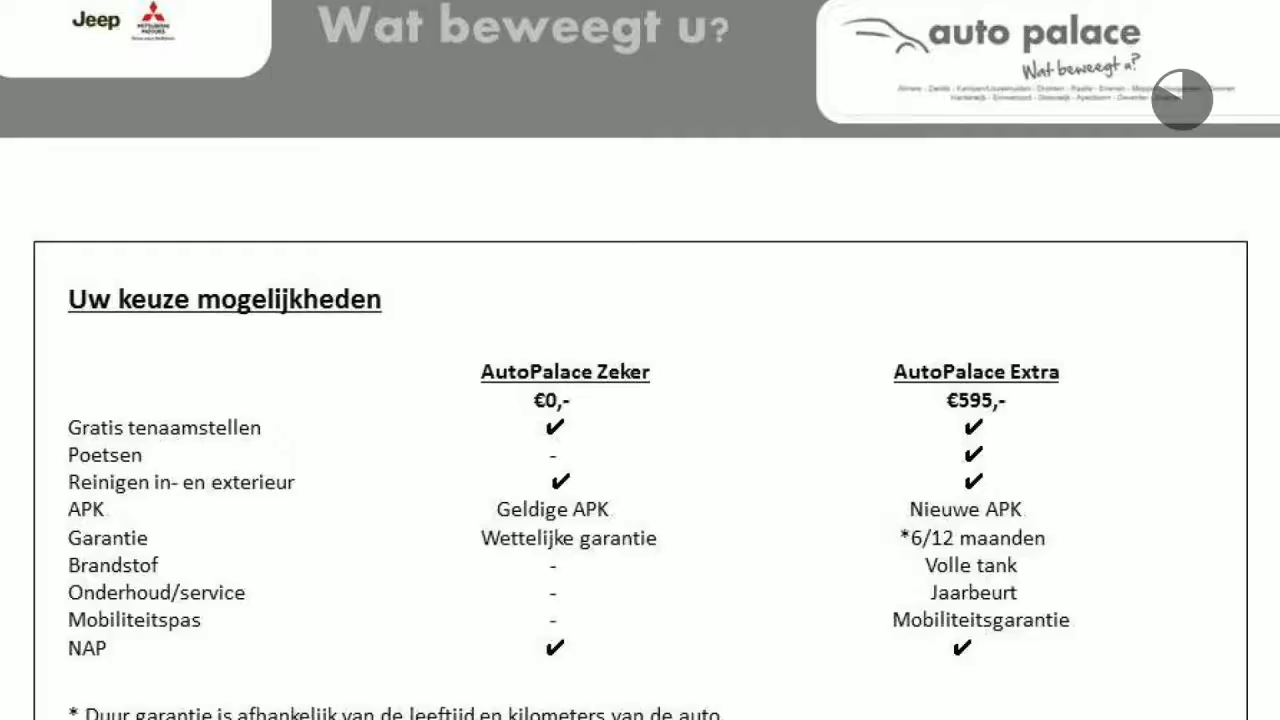 Jeep
MITSUBISHI
MOTORS
Wat beweegt u?
auto palace
Wat beweegt u?
Uw keuze mogelijkheden
AutoPalace Zeker AutoPalace Extra
€0,- €595,-
Gratis tenaamstellen ✔ ✔
Poetsen - ✔
Reinigen in- en exterieur ✔ ✔
APK Geldige APK Nieuwe APK
Garantie Wettelijke garantie *6/12 maanden
Brandstof - Volle tank
Onderhoud/service - Jaarbeurt
Mobiliteitspas - Mobiliteitsgarantie
NAP ✔ ✔
* Duur garantie is afhankelijk van de leeftijd en kilometers van de auto.